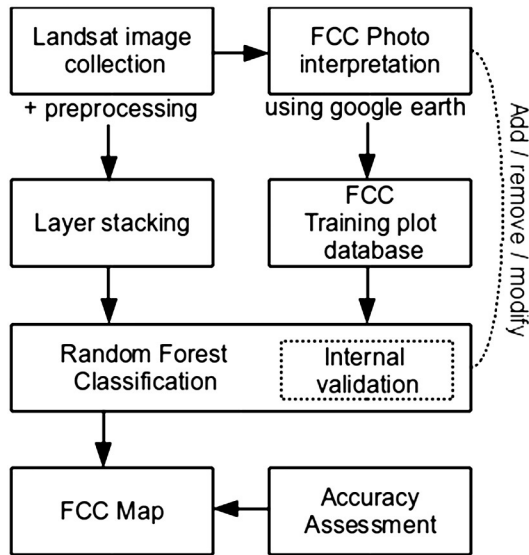 Landsat image
collection
+ preprocessing
FCC Photo
interpretation
using google earth
Add / remove / modify
Layer stacking
FCC
Training plot
database
Random Forest
Classification
Internal
validation
FCC Map
Accuracy
Assessment